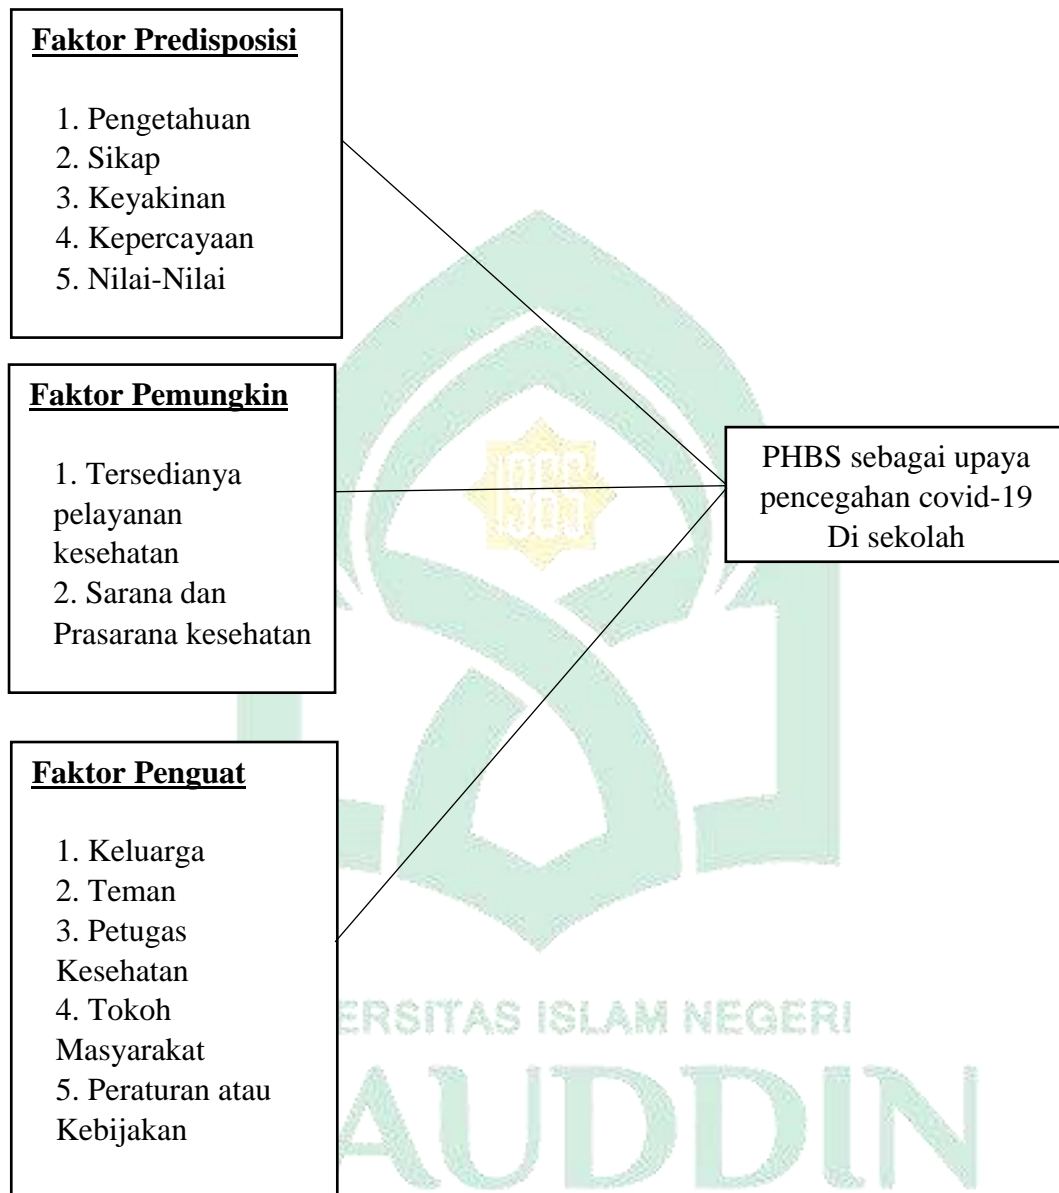 Faktor Predisposisi
1. Pengetahuan
2. Sikap
3. Keyakinan
4. Kepercayaan
5. Nilai-Nilai
Faktor Pemungkin
1. Tersedianya
pelayanan
kesehatan
2. Sarana dan
Prasarana kesehatan
PHBS sebagai upaya
pencegahan covid-19
Di sekolah
Faktor Penguat
1. Keluarga
2. Teman
3. Petugas
Kesehatan
4. Tokoh
Masyarakat
5. Peraturan atau
Kebijakan
1965
ERSITAS ISLAM NEGERI
AUDDIN